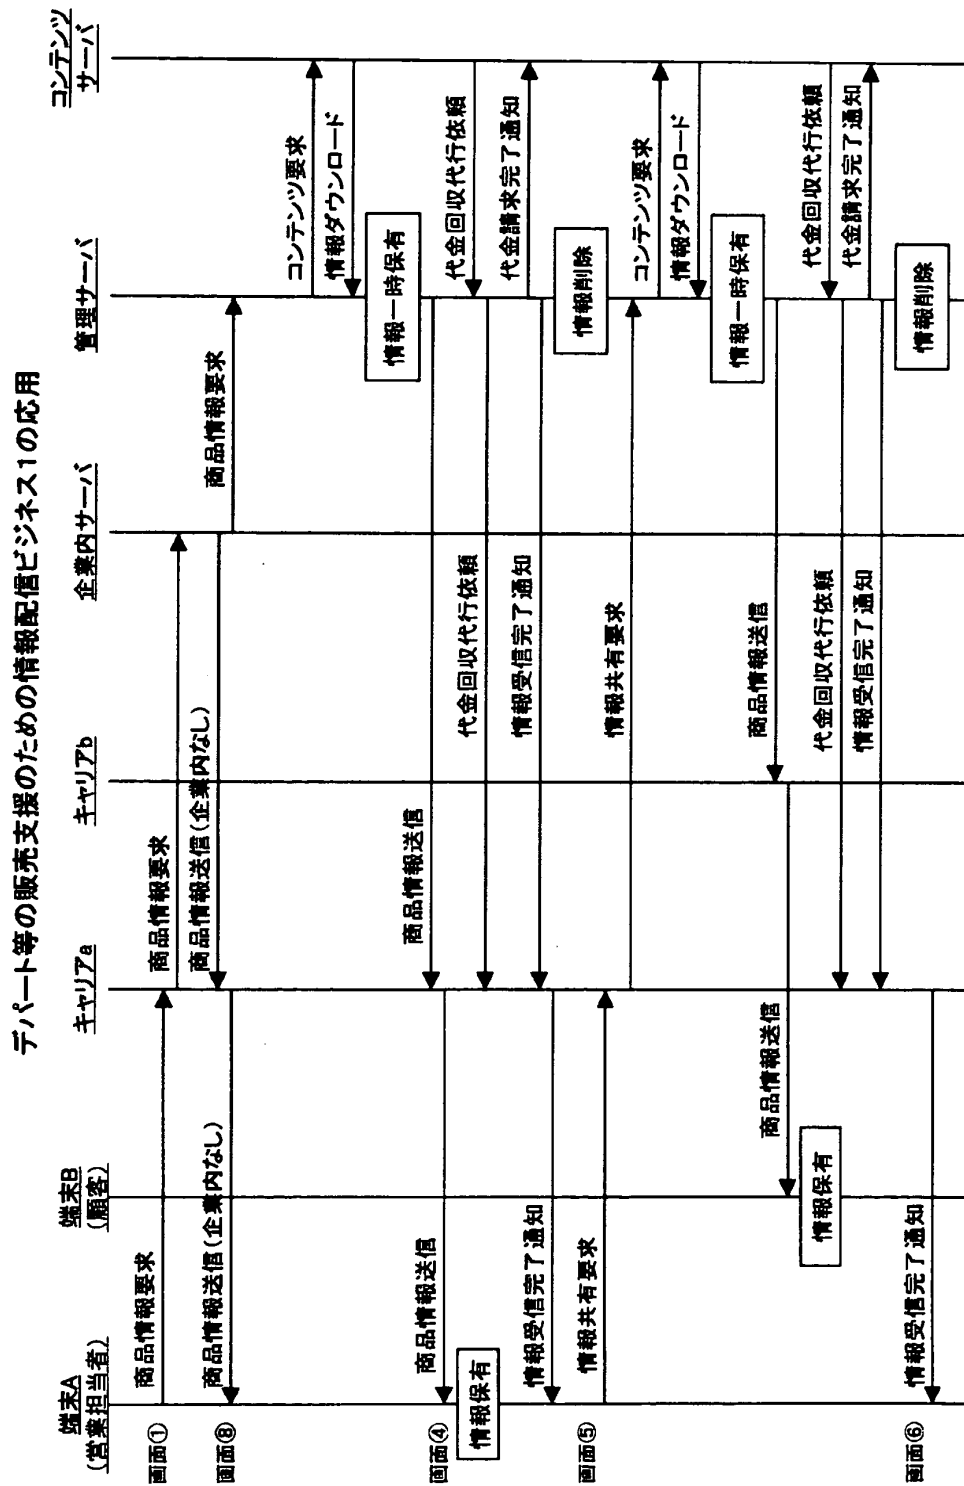 デパート等の販売支援のための情報配信ビジネス1の応用
端末A
(営業担当者)
端末B
(顧客)
キャリアa
キャリアb
企業内サーバ
管理サーバ
コンテンツ
サーバ
画面①
商品情報要求
商品情報要求
画面⑧
商品情報送信(企業内なし)
商品情報送信(企業内なし)
商品情報要求
コンテンツ要求
情報ダウンロード
情報一時保有
画面④
商品情報送信
商品情報送信
情報保有
代金回収代行依頼
代金回収代行依頼
代金請求完了通知
情報受信完了通知
情報受信完了通知
情報削除
画面⑤
情報共有要求
情報共有要求
コンテンツ要求
情報ダウンロード
情報一時保有
商品情報送信
商品情報送信
情報保有
代金回収代行依頼
代金回収代行依頼
代金請求完了通知
情報受信完了通知
情報削除
画面⑥
情報受信完了通知